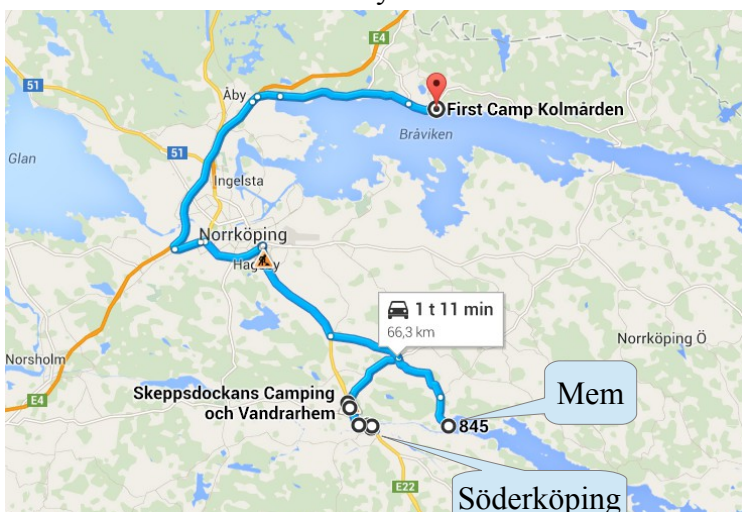 E4
51
Åby
First Camp Kolmården
Bråviken
Glan
51
Ingelsta
Norrköping
1 t 11 min
66,3 km
Norrköping Ö
Norsholm
Skeppsdockans Camping
och Vandrarhem
Mem
E4
845
E22
Söderköping